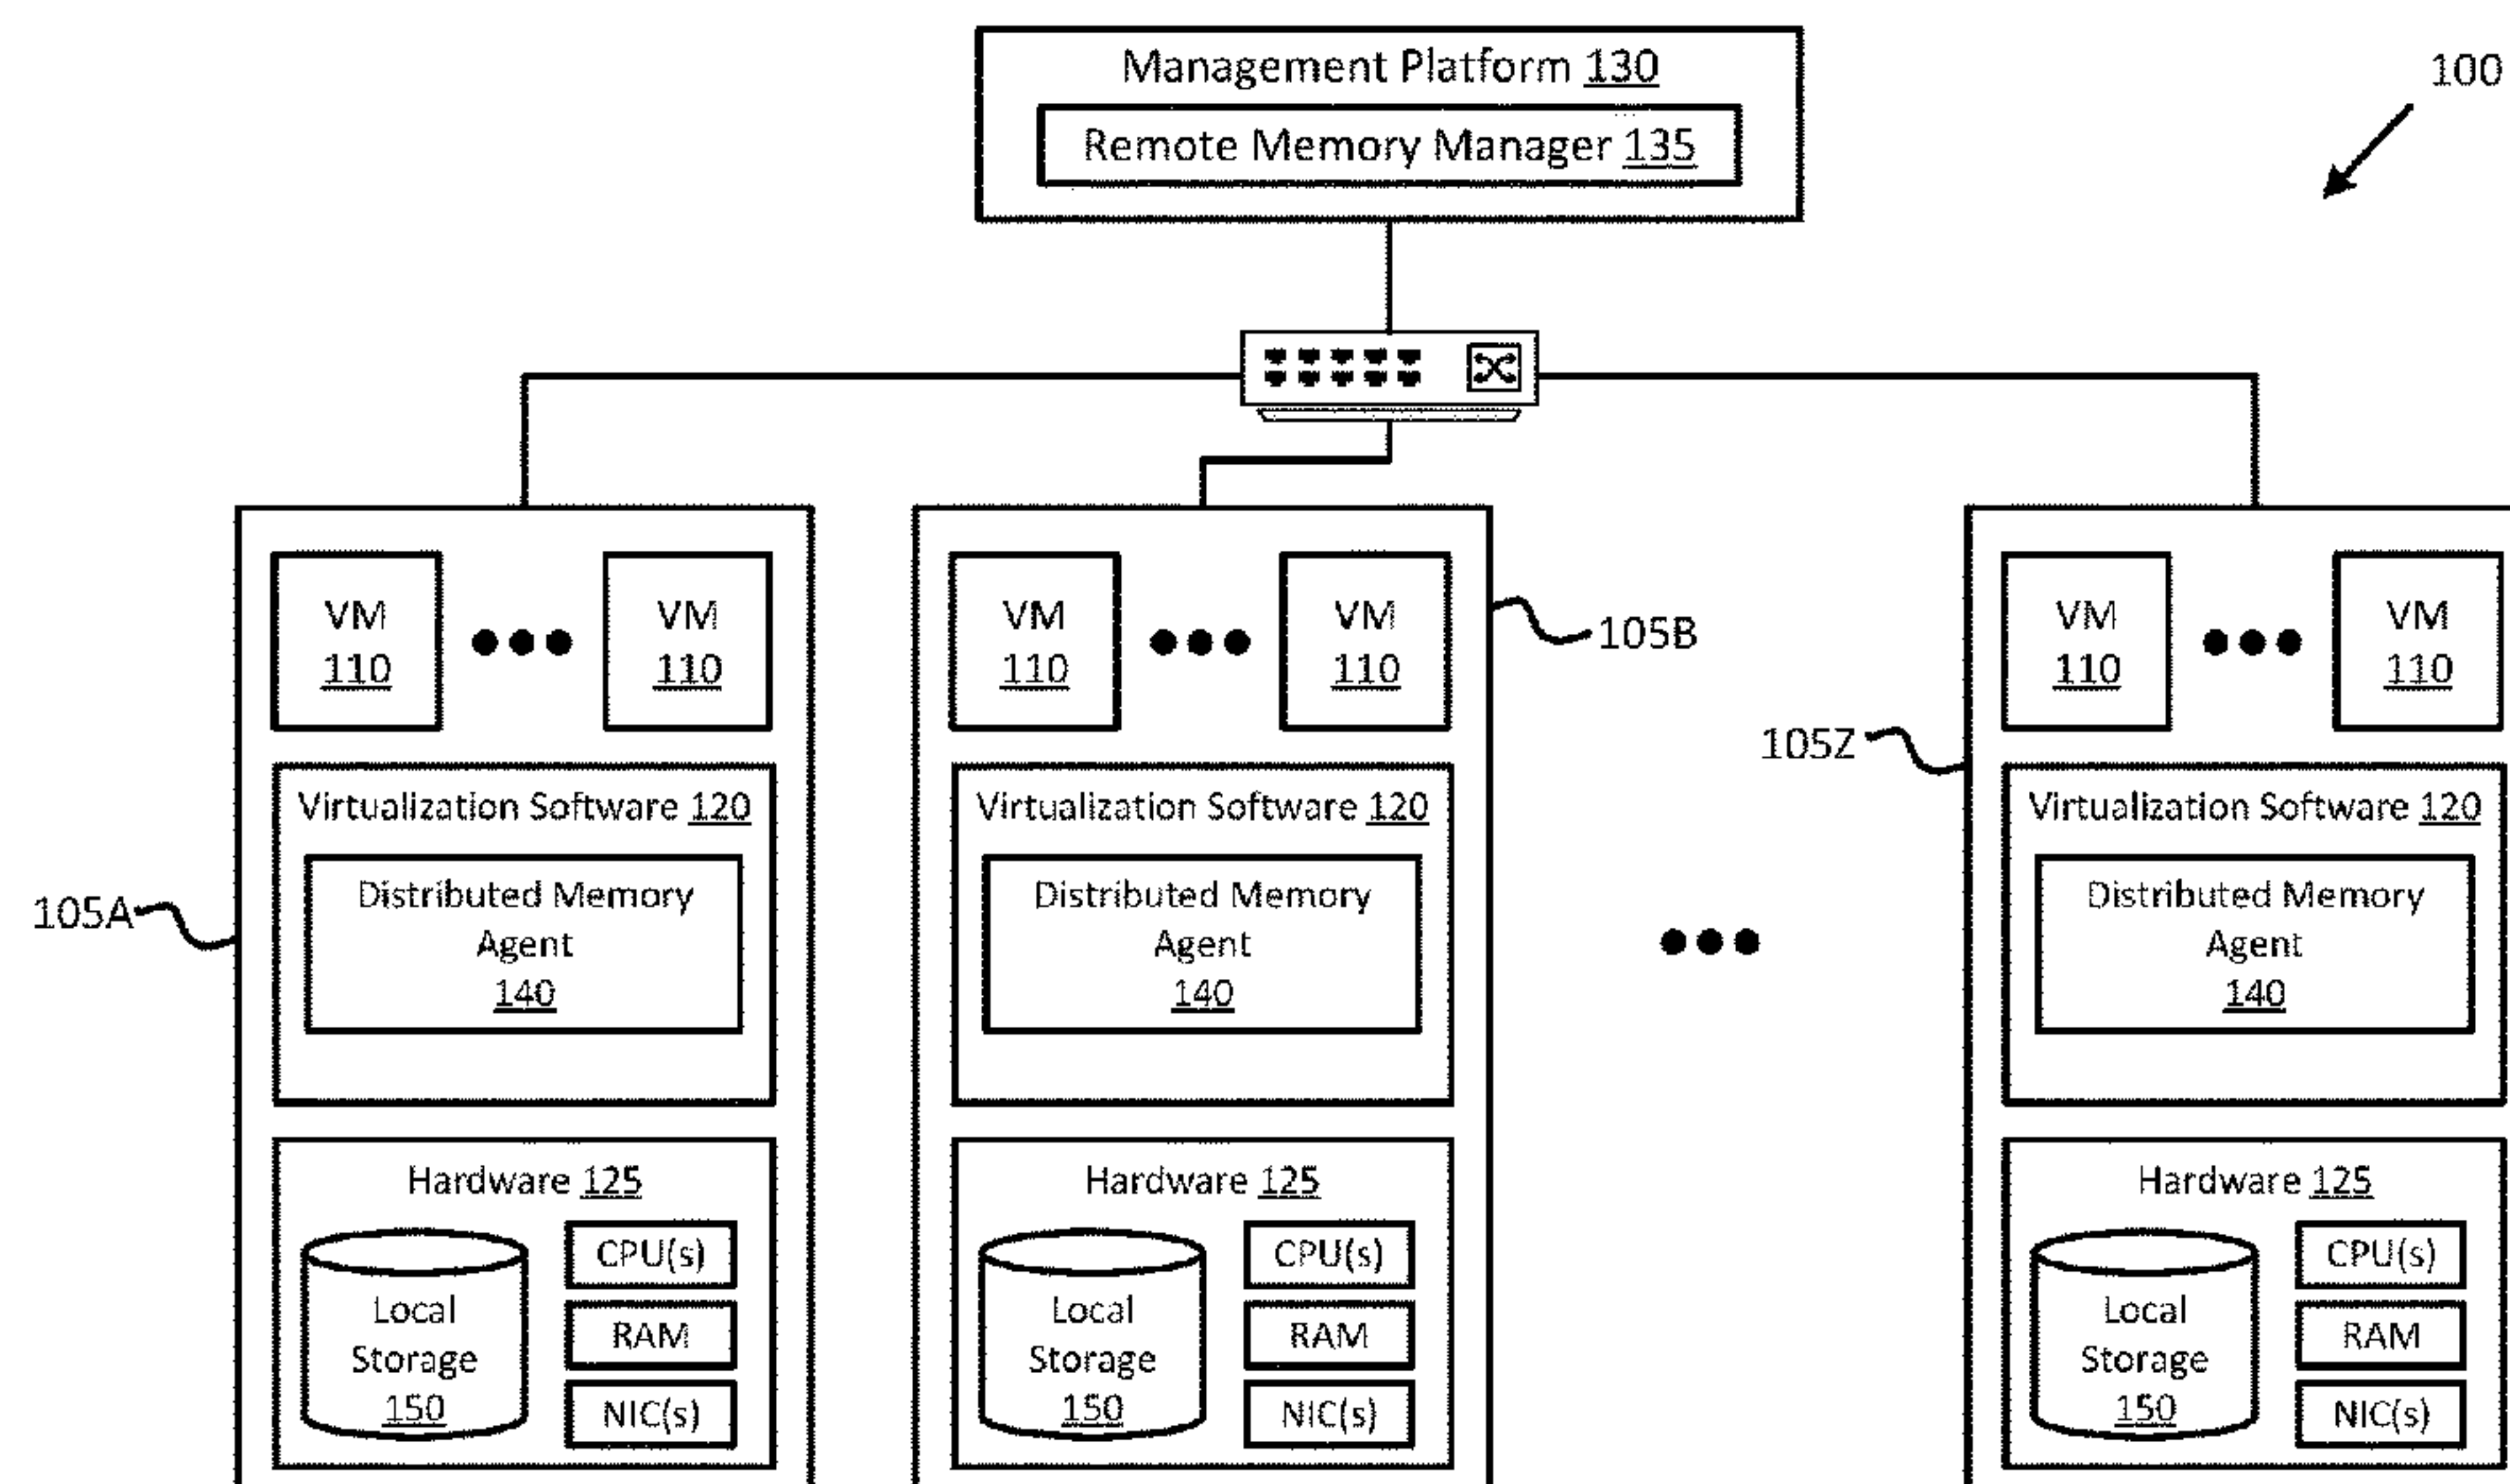 Management Platform 130
Remote Memory Manager 135
100
VM
110
VM
110
Virtualization Software 120
Distributed Memory
Agent
140
Hardware 125
Local
Storage
150
CPU(s)
RAM
NIC(s)
105A
VM
110
VM
110
Virtualization Software 120
Distributed Memory
Agent
140
Hardware 125
Local
Storage
150
CPU(s)
RAM
NIC(s)
105B
105Z
VM
110
VM
110
Virtualization Software 120
Distributed Memory
Agent
140
Hardware 125
Local
Storage
150
CPU(s)
RAM
NIC(s)